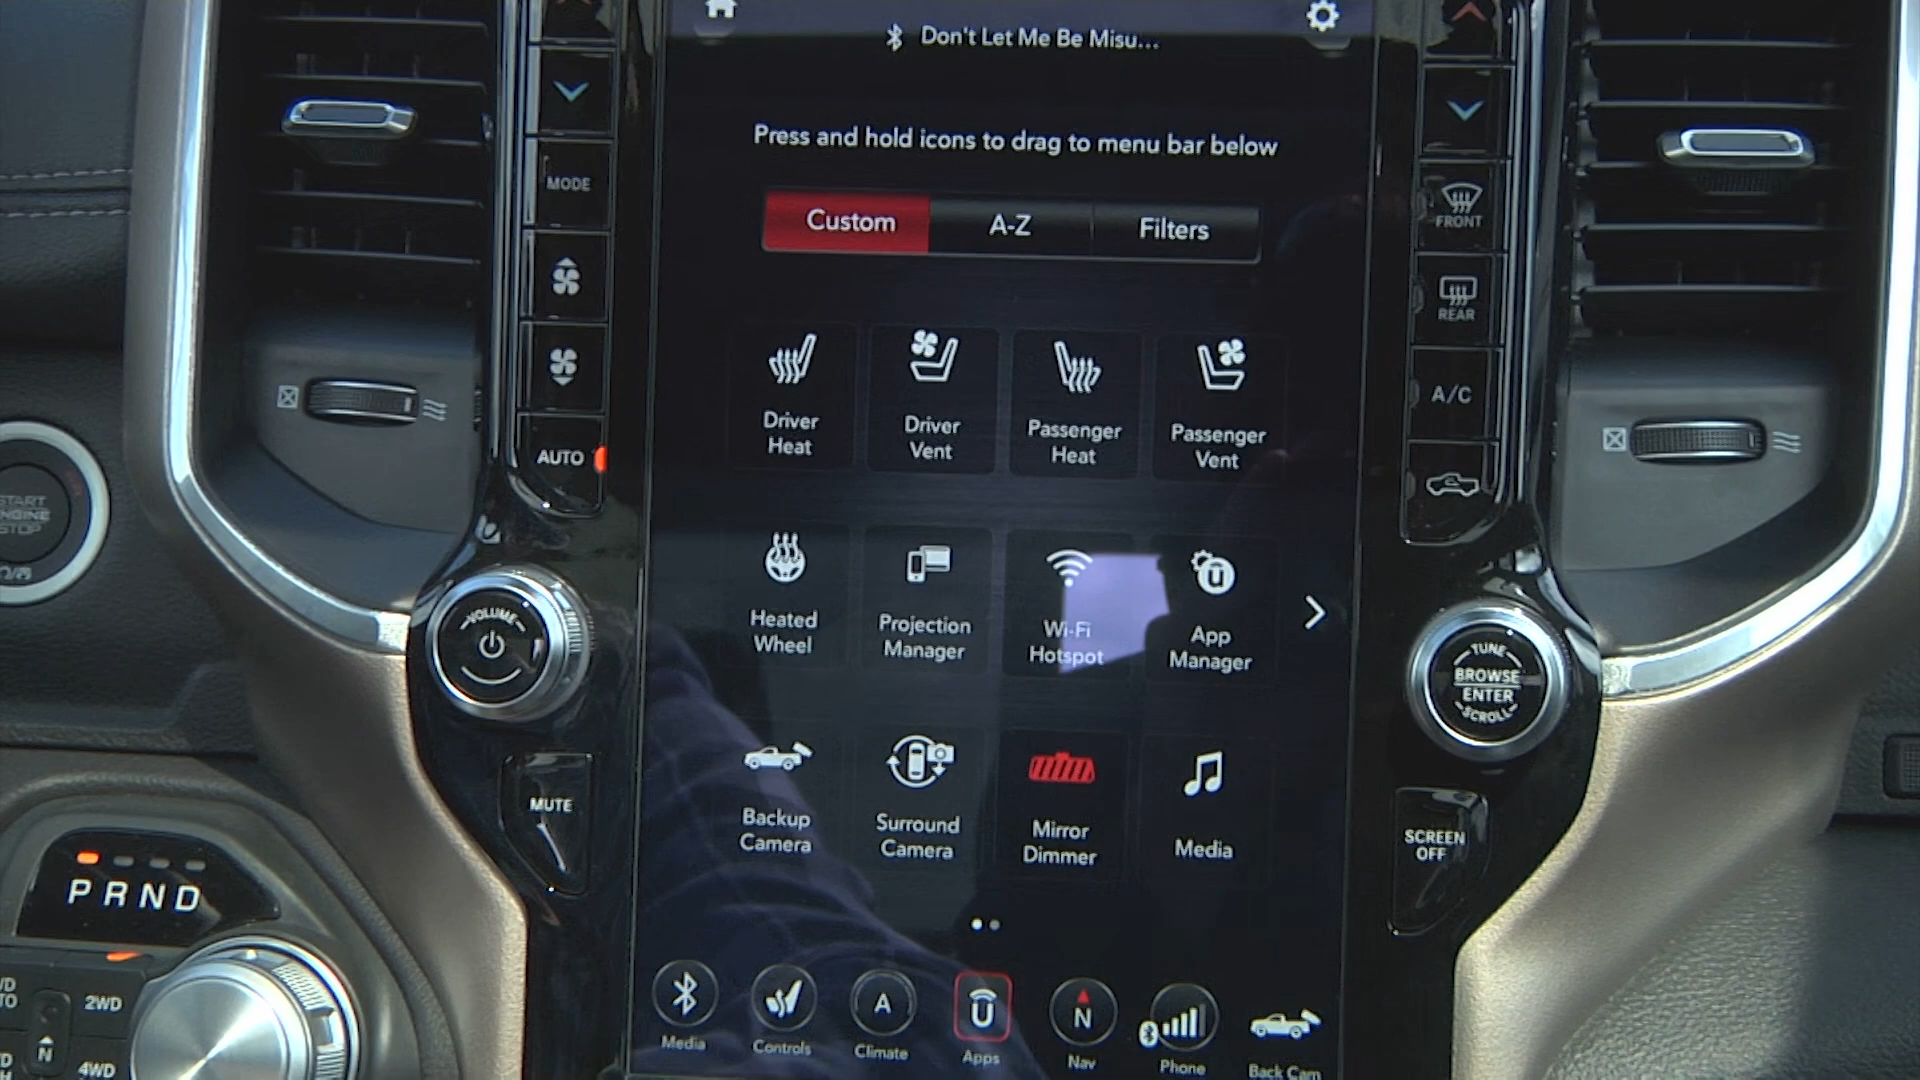 Don't Let Me Be Misu...
Press and hold icons to drag to menu bar below
Custom
A-Z
Filters
Driver
Heat
Driver
Vent
Passenger
Heat
Passenger
Vent
Heated
Wheel
Projection
Manager
Wi-Fi
Hotspot
App
Manager
Backup
Camera
Surround
Camera
Mirror
Dimmer
Media
Media
Controls
A
Climate
Apps
N
Nav
Phone
Back Cam
MODE
AUTO
VOLUME
MUTE
FRONT
REAR
A/C
TUNE
BROWSE
ENTER
SCROLL
SCREEN
OFF
START
ENGINE
STOP
P R N D
2WD
N
4WD